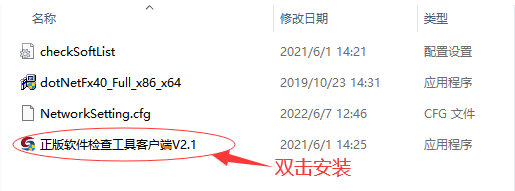 名称 修改日期 类型
checkSoftList 2021/6/1 14:21 配置设置
dotNetFx40_Full_x86_x64 2019/10/23 14:31 应用程序
NetworkSetting.cfg 2022/6/7 12:46 CFG 文件
正版软件检查工具客户端V2.1 2021/6/1 14:25 应用程序
双击安装